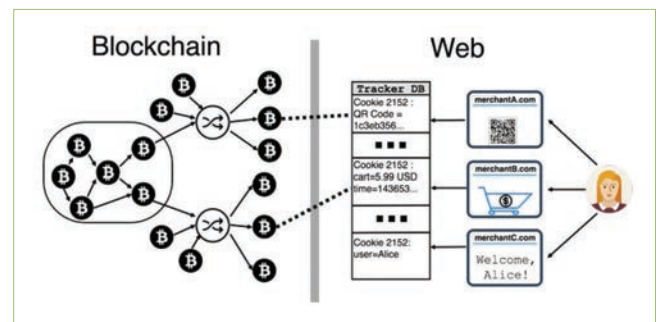 Blockchain
Web
Tracker DB
Cookie 2152 :
QR Code =
1c3eb356...
Cookie 2152 :
cart=5.99 USD
time=143653...
Cookie 2152:
user=Alice
merchantA.com
merchantB.com
merchantC.com
Welcome,
Alice!